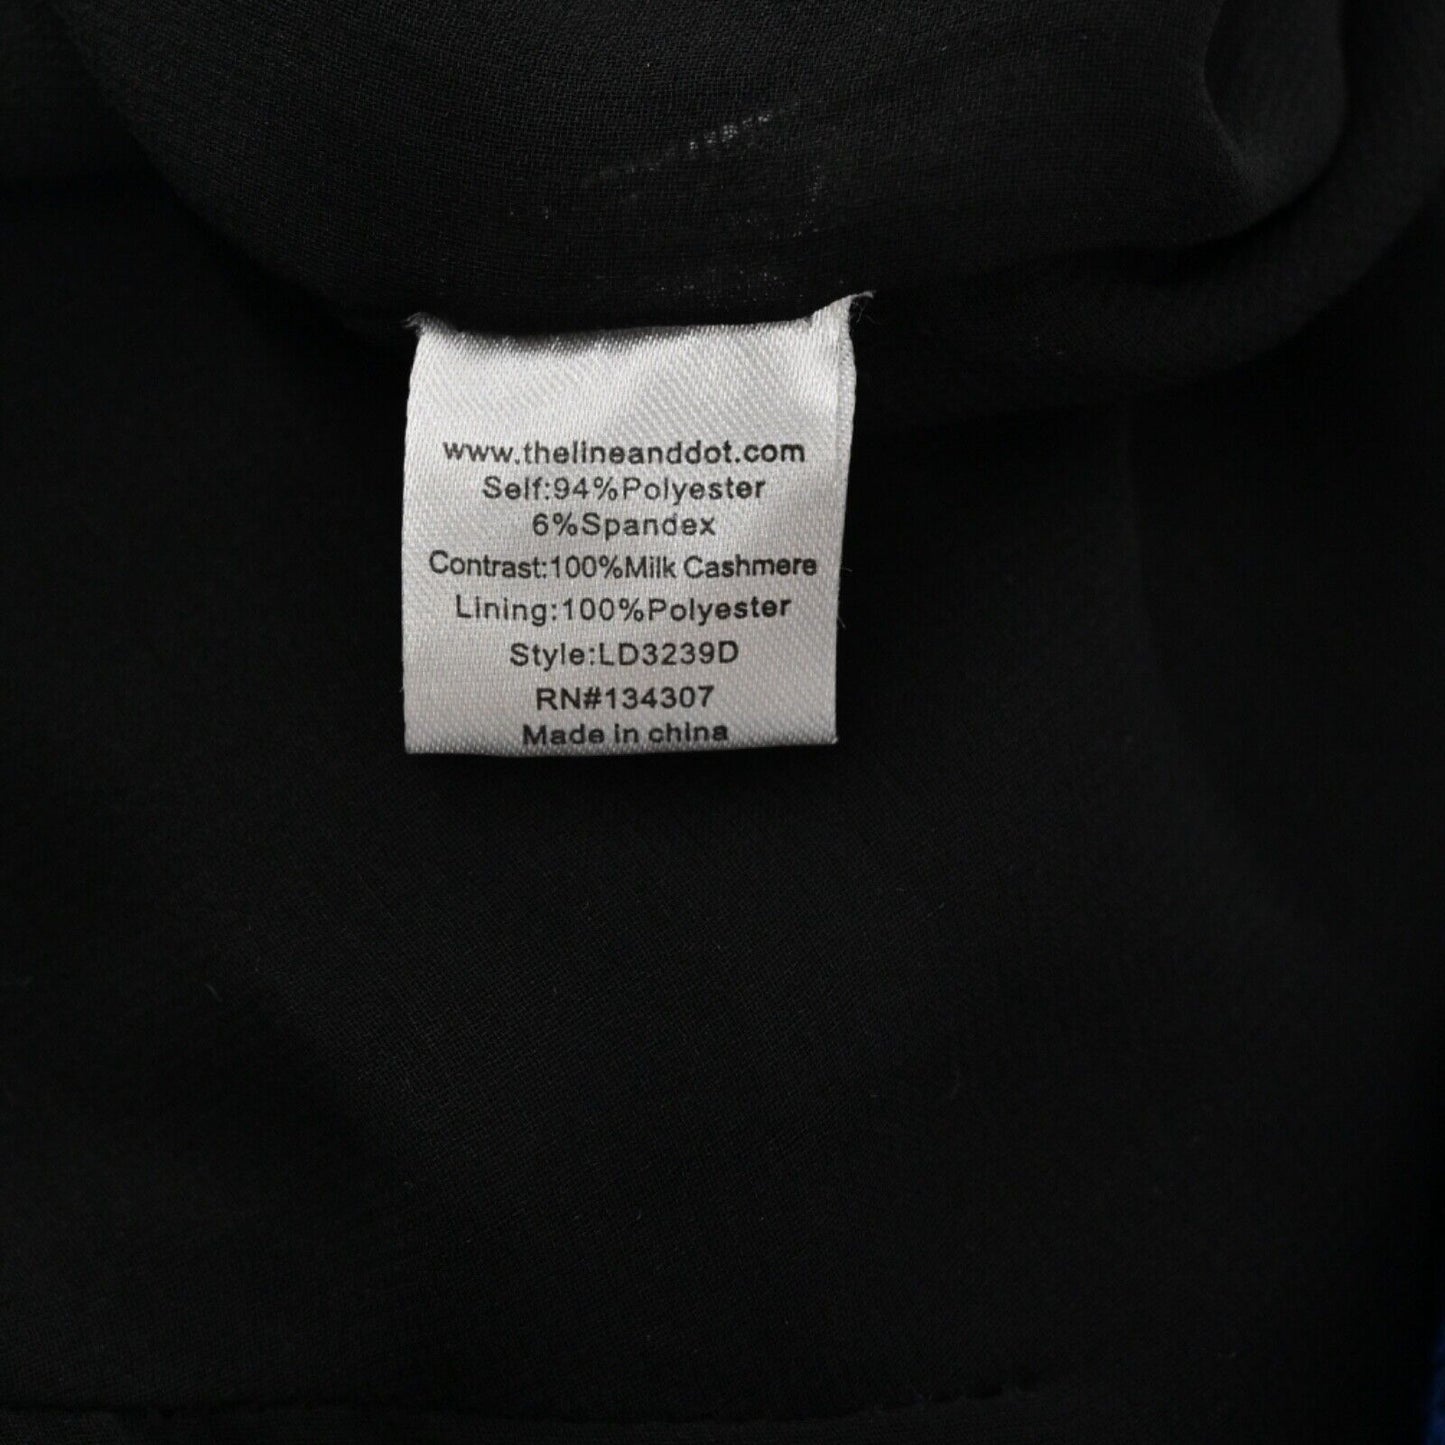 www.thelineanddot.com
Self:94%Polyester
6%Spandex
Contrast:100%Milk Cashmere
Lining:100%Polyester
Style:LD3239D
RN#134307
Made in china